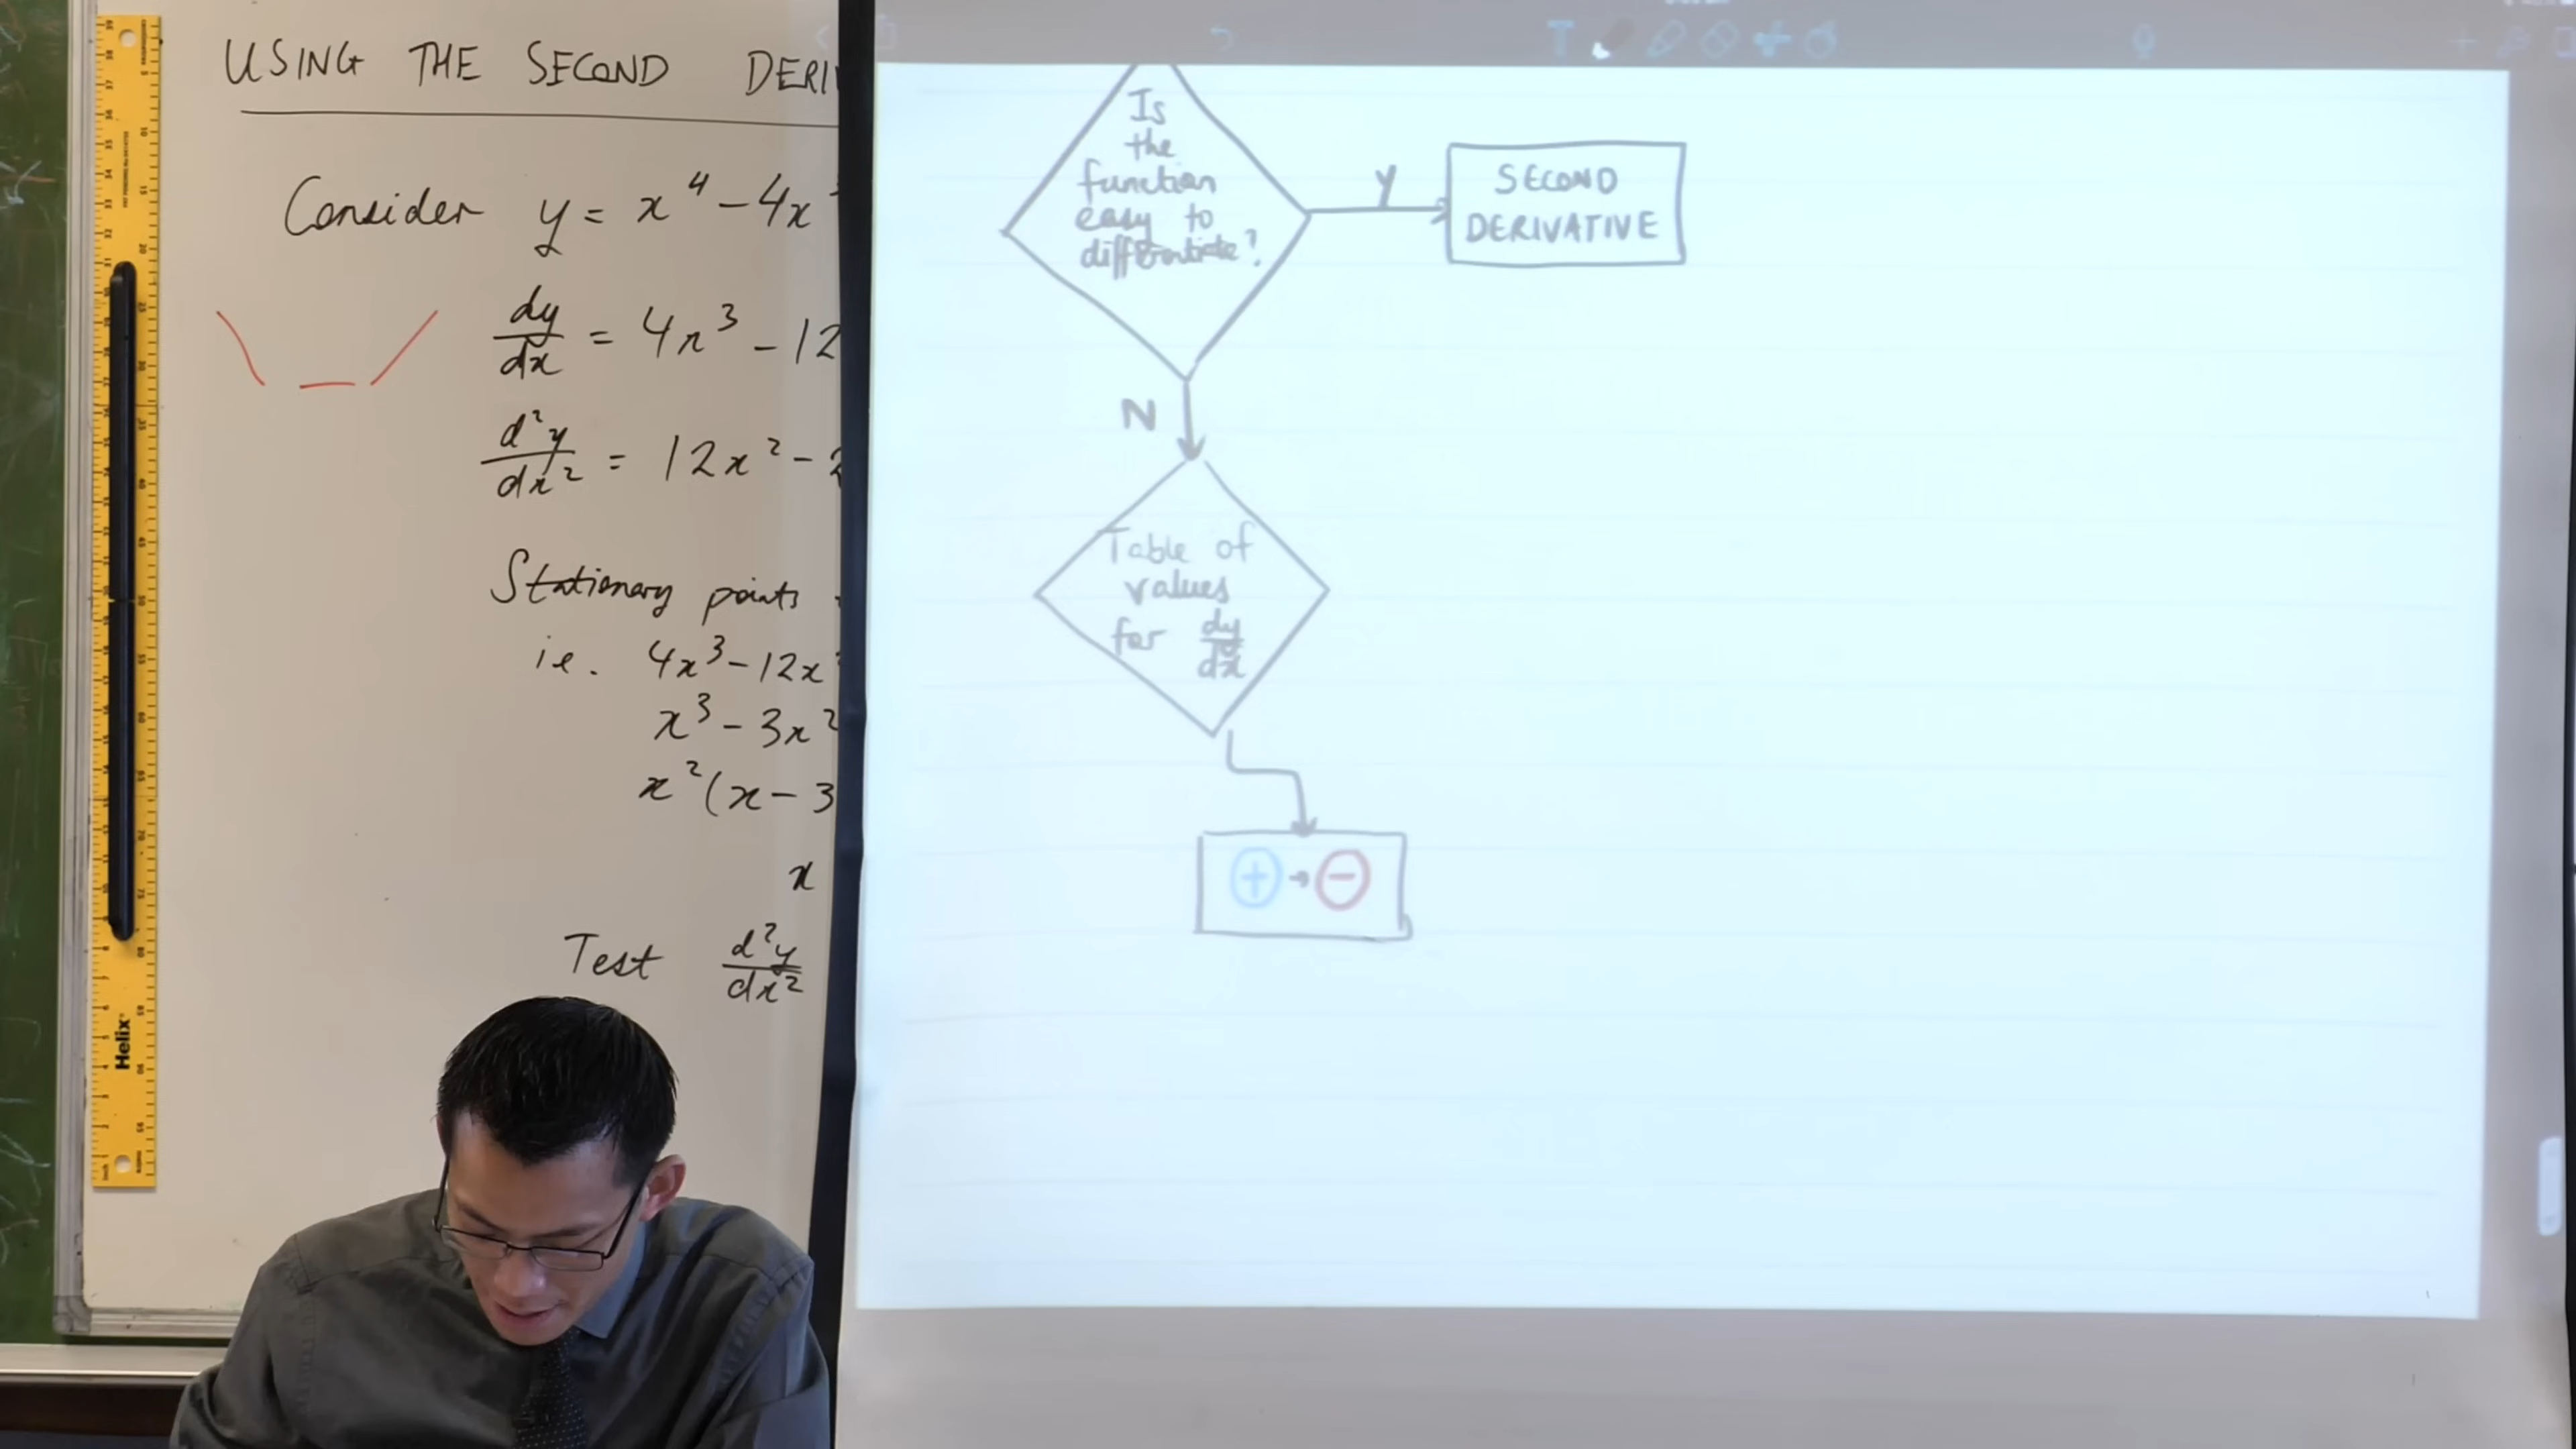 USING THE SECOND DERI
Consider y = x⁴ - 4x
dy/dx = 4x³ - 12
d²y/dx² = 12x² -
Stationary points
i.e. 4x³ - 12x
x³ - 3x²
x²(x - 3
x
Test d²y/dx²
Helix
Is
the
function
easy to
differentiate?
Y
SECOND
DERIVATIVE
N
Table of
values
for dy/dx
+ → -